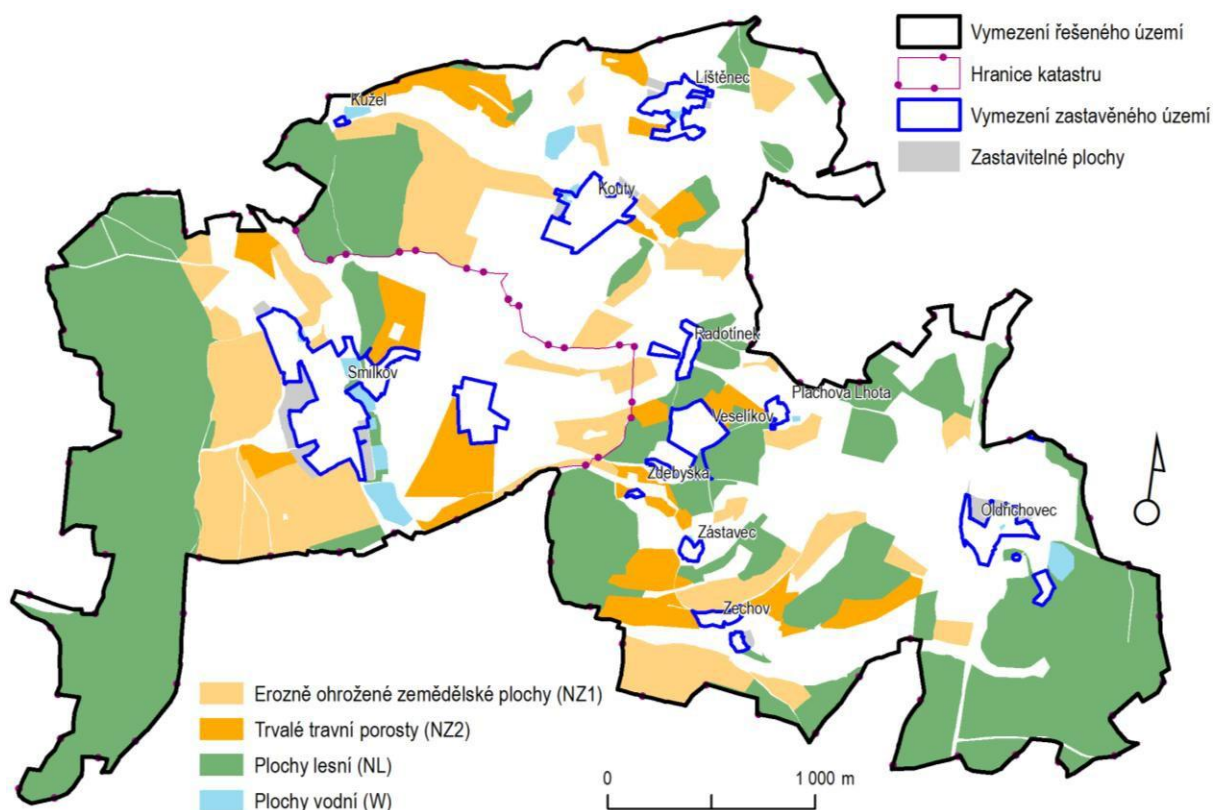 Vymezení řešeného území
Hranice katastru
Vymezení zastavěného území
Zastavitelné plochy
Líštěnec
Kužel
Kouty
Radotínek
Smilkov
Plachova Lhota
Veselíkov
Zdebyška
Oldřichovec
Zástavec
Zechov
Erozně ohrožené zemědělské plochy (NZ1)
Trvalé travní porosty (NZ2)
Plochy lesní (NL)
Plochy vodní (W)
0 1 000 m